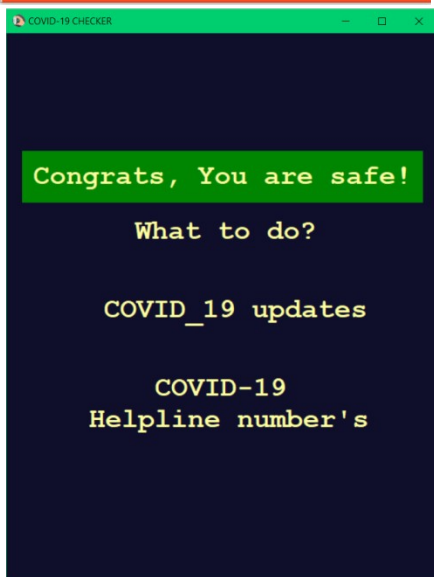 COVID-19 CHECKER
Congrats, You are safe!
What to do?
COVID_19 updates
COVID-19
Helpline number's